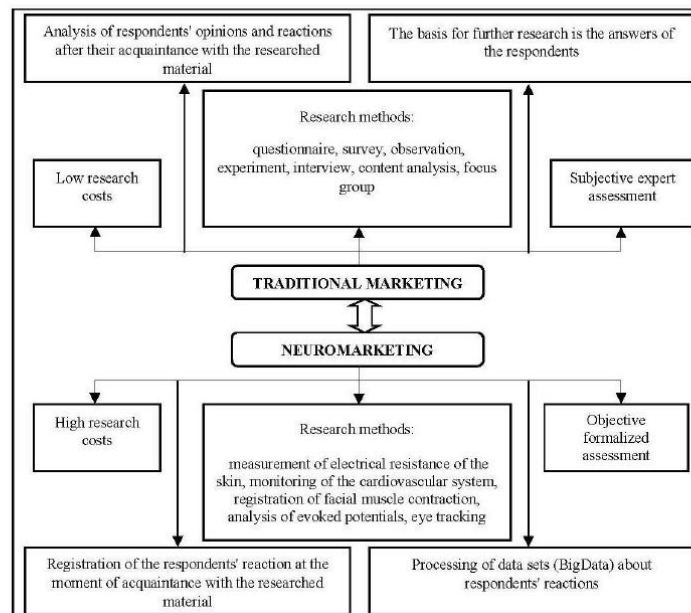 Analysis of respondents' opinions and reactions
after their acquaintance with the researched
material
The basis for further research is the answers of
the respondents
Research methods:
questionnaire, survey, observation,
experiment, interview, content analysis, focus
group
Low research
costs
Subjective expert
assessment
TRADITIONAL MARKETING
NEUROMARKETING
High research
costs
Research methods:
measurement of electrical resistance of the
skin, monitoring of the cardiovascular system,
registration of facial muscle contraction,
analysis of evoked potentials, eye tracking
Objective
formalized
assessment
Registration of the respondents' reaction at the
moment of acquaintance with the researched
material
Processing of data sets (BigData) about
respondents' reactions